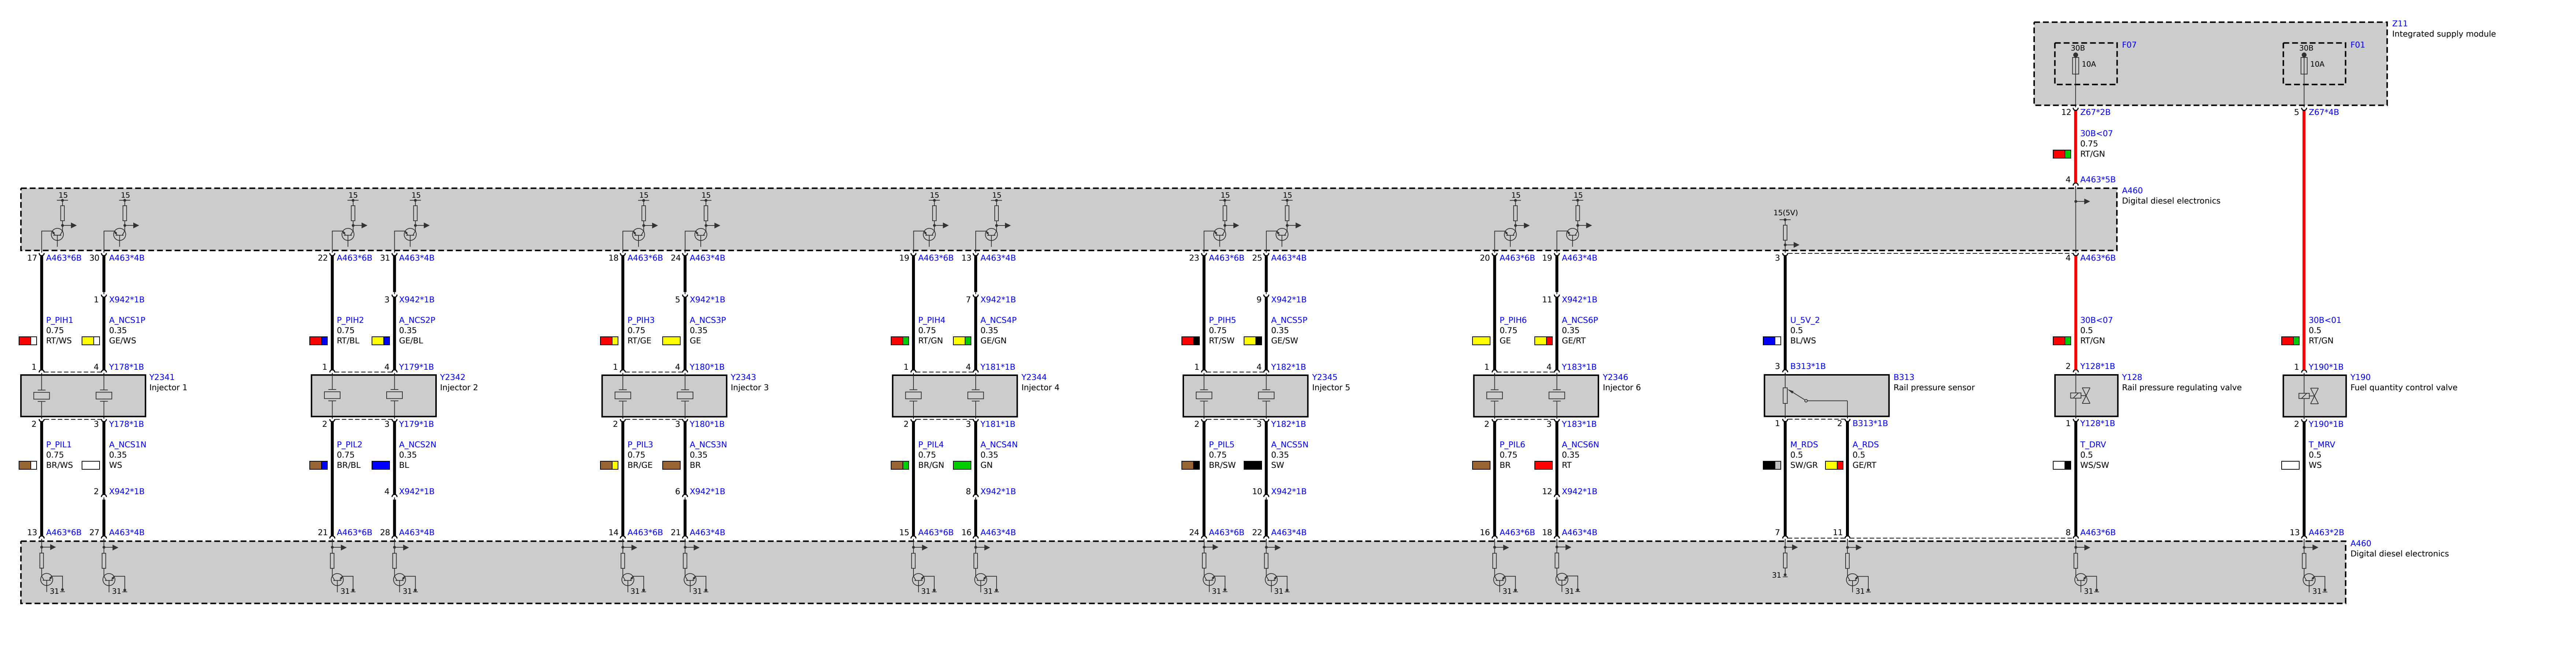 Z11
Integrated supply module
30B F07 30B F01
10A 10A
12 Z67*2B 5 Z67*4B
30B<07
0.75
RT/GN
4 A463*5B
A460
Digital diesel electronics
15 15 15 15 15 15 15 15 15 15 15 15
15(5V)
17 A463*6B 30 A463*4B 22 A463*6B 31 A463*4B 18 A463*6B 24 A463*4B 19 A463*6B 13 A463*4B 23 A463*6B 25 A463*4B 20 A463*6B 19 A463*4B 3 4 A463*6B
1 X942*1B 3 X942*1B 5 X942*1B 7 X942*1B 9 X942*1B 11 X942*1B
P_PIH1 A_NCS1P P_PIH2 A_NCS2P P_PIH3 A_NCS3P P_PIH4 A_NCS4P P_PIH5 A_NCS5P P_PIH6 A_NCS6P U_5V_2 30B<07 30B<01
0.75 0.35 0.75 0.35 0.75 0.35 0.75 0.35 0.75 0.35 0.75 0.35 0.5 0.5 0.5
RT/WS GE/WS RT/BL GE/BL RT/GE GE RT/GN GE/GN RT/SW GE/SW GE GE/RT BL/WS RT/GN RT/GN
1 4 Y178*1B 1 4 Y179*1B 1 4 Y180*1B 1 4 Y181*1B 1 4 Y182*1B 1 4 Y183*1B 3 B313*1B 2 Y128*1B 1 Y190*1B
Y2341 Y2342 Y2343 Y2344 Y2345 Y2346 B313 Y128 Y190
Injector 1 Injector 2 Injector 3 Injector 4 Injector 5 Injector 6 Rail pressure sensor Rail pressure regulating valve Fuel quantity control valve
2 3 Y178*1B 2 3 Y179*1B 2 3 Y180*1B 2 3 Y181*1B 2 3 Y182*1B 2 3 Y183*1B 1 2 B313*1B 1 Y128*1B 2 Y190*1B
P_PIL1 A_NCS1N P_PIL2 A_NCS2N P_PIL3 A_NCS3N P_PIL4 A_NCS4N P_PIL5 A_NCS5N P_PIL6 A_NCS6N M_RDS A_RDS T_DRV T_MRV
0.75 0.35 0.75 0.35 0.75 0.35 0.75 0.35 0.75 0.35 0.75 0.35 0.5 0.5 0.5 0.5
BR/WS WS BR/BL BL BR/GE BR BR/GN GN BR/SW SW BR RT SW/GR GE/RT WS/SW WS
2 X942*1B 4 X942*1B 6 X942*1B 8 X942*1B 10 X942*1B 12 X942*1B
13 A463*6B 27 A463*4B 21 A463*6B 28 A463*4B 14 A463*6B 21 A463*4B 15 A463*6B 16 A463*4B 24 A463*6B 22 A463*4B 16 A463*6B 18 A463*4B 7 11 8 A463*6B 13 A463*2B
A460
Digital diesel electronics
31 31 31 31 31 31 31 31 31 31 31 31 31 31 31 31